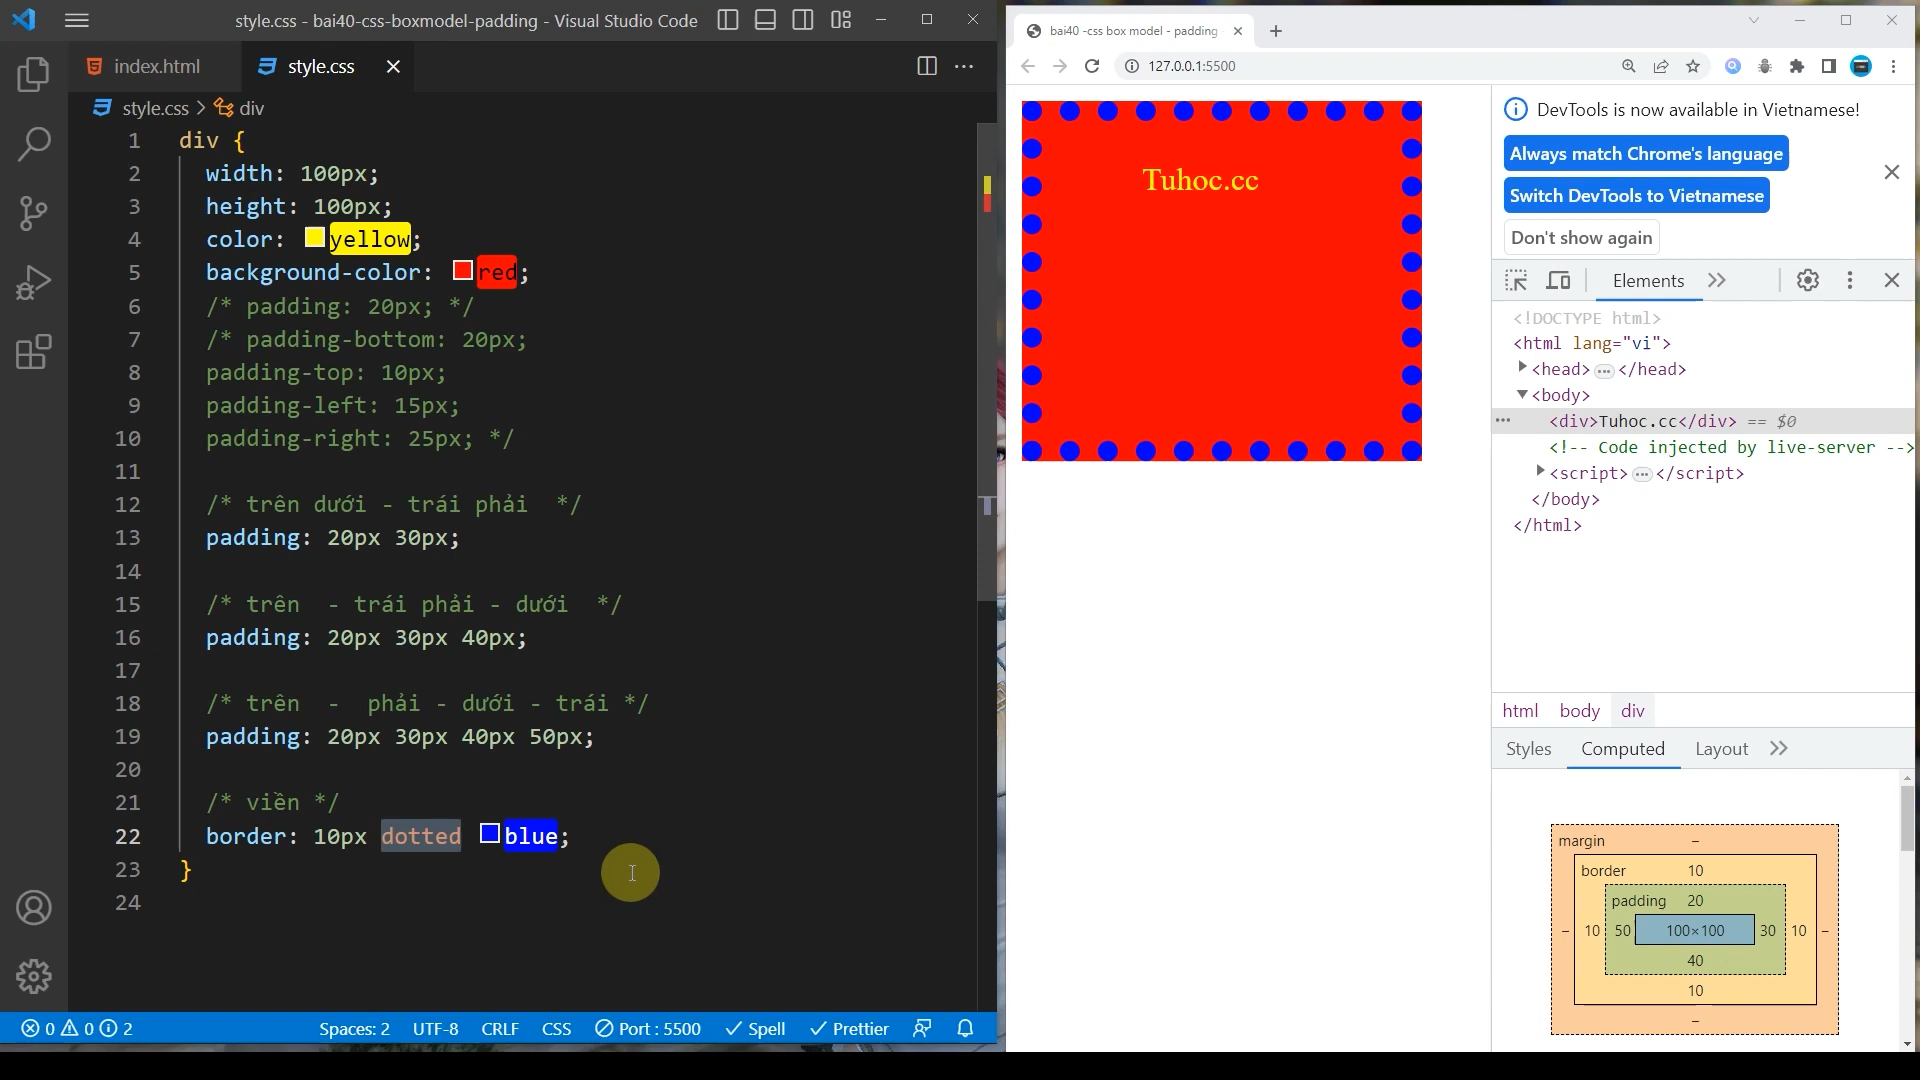 style.css - bai40-css-boxmodel-padding - Visual Studio Code
index.html
style.css
style.css > div
1 div {
2 width: 100px;
3 height: 100px;
4 color: yellow;
5 background-color: red;
6 /* padding: 20px; */
7 /* padding-bottom: 20px;
8 padding-top: 10px;
9 padding-left: 15px;
10 padding-right: 25px; */
11
12 /* trên dưới - trái phải  */
13 padding: 20px 30px;
14
15 /* trên  - trái phải - dưới  */
16 padding: 20px 30px 40px;
17
18 /* trên  -  phải - dưới - trái */
19 padding: 20px 30px 40px 50px;
20
21 /* viền */
22 border: 10px dotted blue;
23 }
24
0 0 2
Spaces: 2 UTF-8 CRLF CSS Port : 5500 Spell Prettier
bai40 -css box model - padding
127.0.0.1:5500
Tuhoc.cc
DevTools is now available in Vietnamese!
Always match Chrome's language
Switch DevTools to Vietnamese
Don't show again
Elements
<!DOCTYPE html>
<html lang="vi">
<head>…</head>
<body>
<div>Tuhoc.cc</div> == $0
<!-- Code injected by live-server -->
<script>…</script>
</body>
</html>
html body div
Styles Computed Layout
margin –
border 10
padding 20
– 10 50 100×100 30 10 –
40
10
–